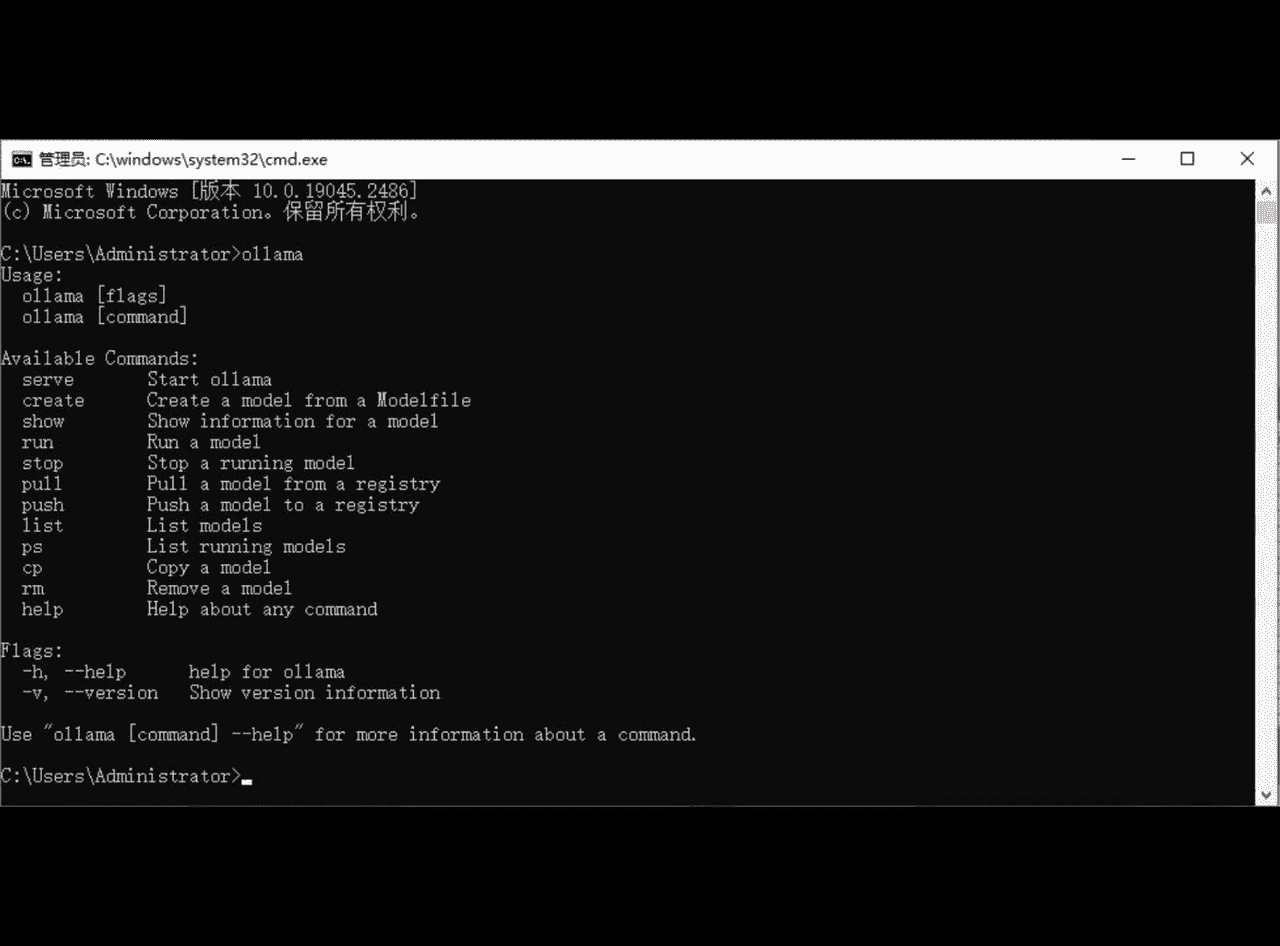 管理员: C:\windows\system32\cmd.exe
Microsoft Windows [版本 10.0.19045.2486]
(c) Microsoft Corporation。保留所有权利。
C:\Users\Administrator>ollama
Usage:
  ollama [flags]
  ollama [command]
Available Commands:
  serve       Start ollama
  create      Create a model from a Modelfile
  show        Show information for a model
  run         Run a model
  stop        Stop a running model
  pull        Pull a model from a registry
  push        Push a model to a registry
  list        List models
  ps          List running models
  cp          Copy a model
  rm          Remove a model
  help        Help about any command
Flags:
  -h, --help      help for ollama
  -v, --version   Show version information
Use "ollama [command] --help" for more information about a command.
C:\Users\Administrator>